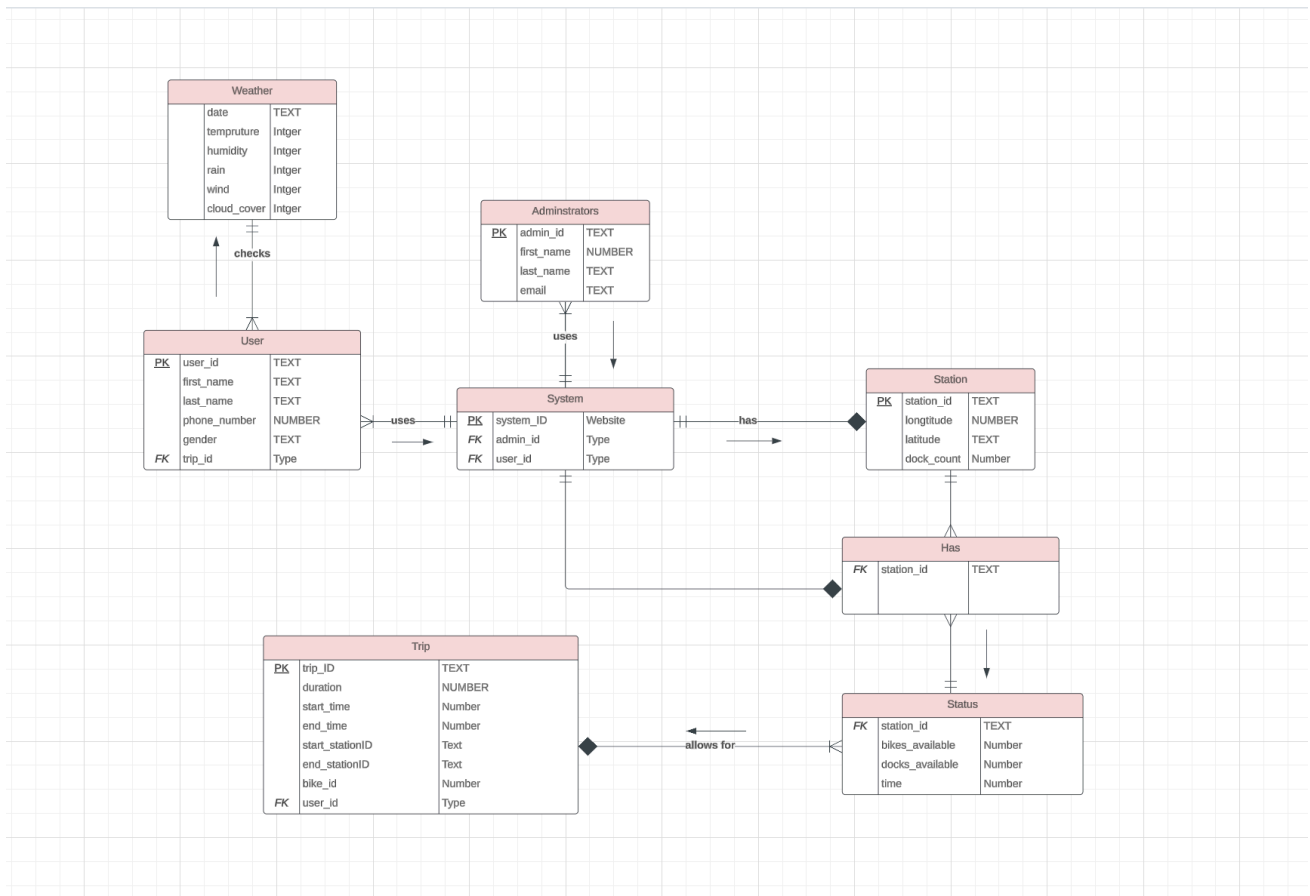 Weather
date TEXT
tempruture Intger
humidity Intger
rain Intger
wind Intger
cloud_cover Intger
checks
Adminstrators
PK admin_id TEXT
first_name NUMBER
last_name TEXT
email TEXT
uses
User
PK user_id TEXT
first_name TEXT
last_name TEXT
phone_number NUMBER
gender TEXT
FK trip_id Type
uses
System
PK system_ID Website
FK admin_id Type
FK user_id Type
has
Station
PK station_id TEXT
longtitude NUMBER
latitude TEXT
dock_count Number
Has
FK station_id TEXT
Trip
PK trip_ID TEXT
duration NUMBER
start_time Number
end_time Number
start_stationID Text
end_stationID Text
bike_id Number
FK user_id Type
allows for
Status
FK station_id TEXT
bikes_available Number
docks_available Number
time Number